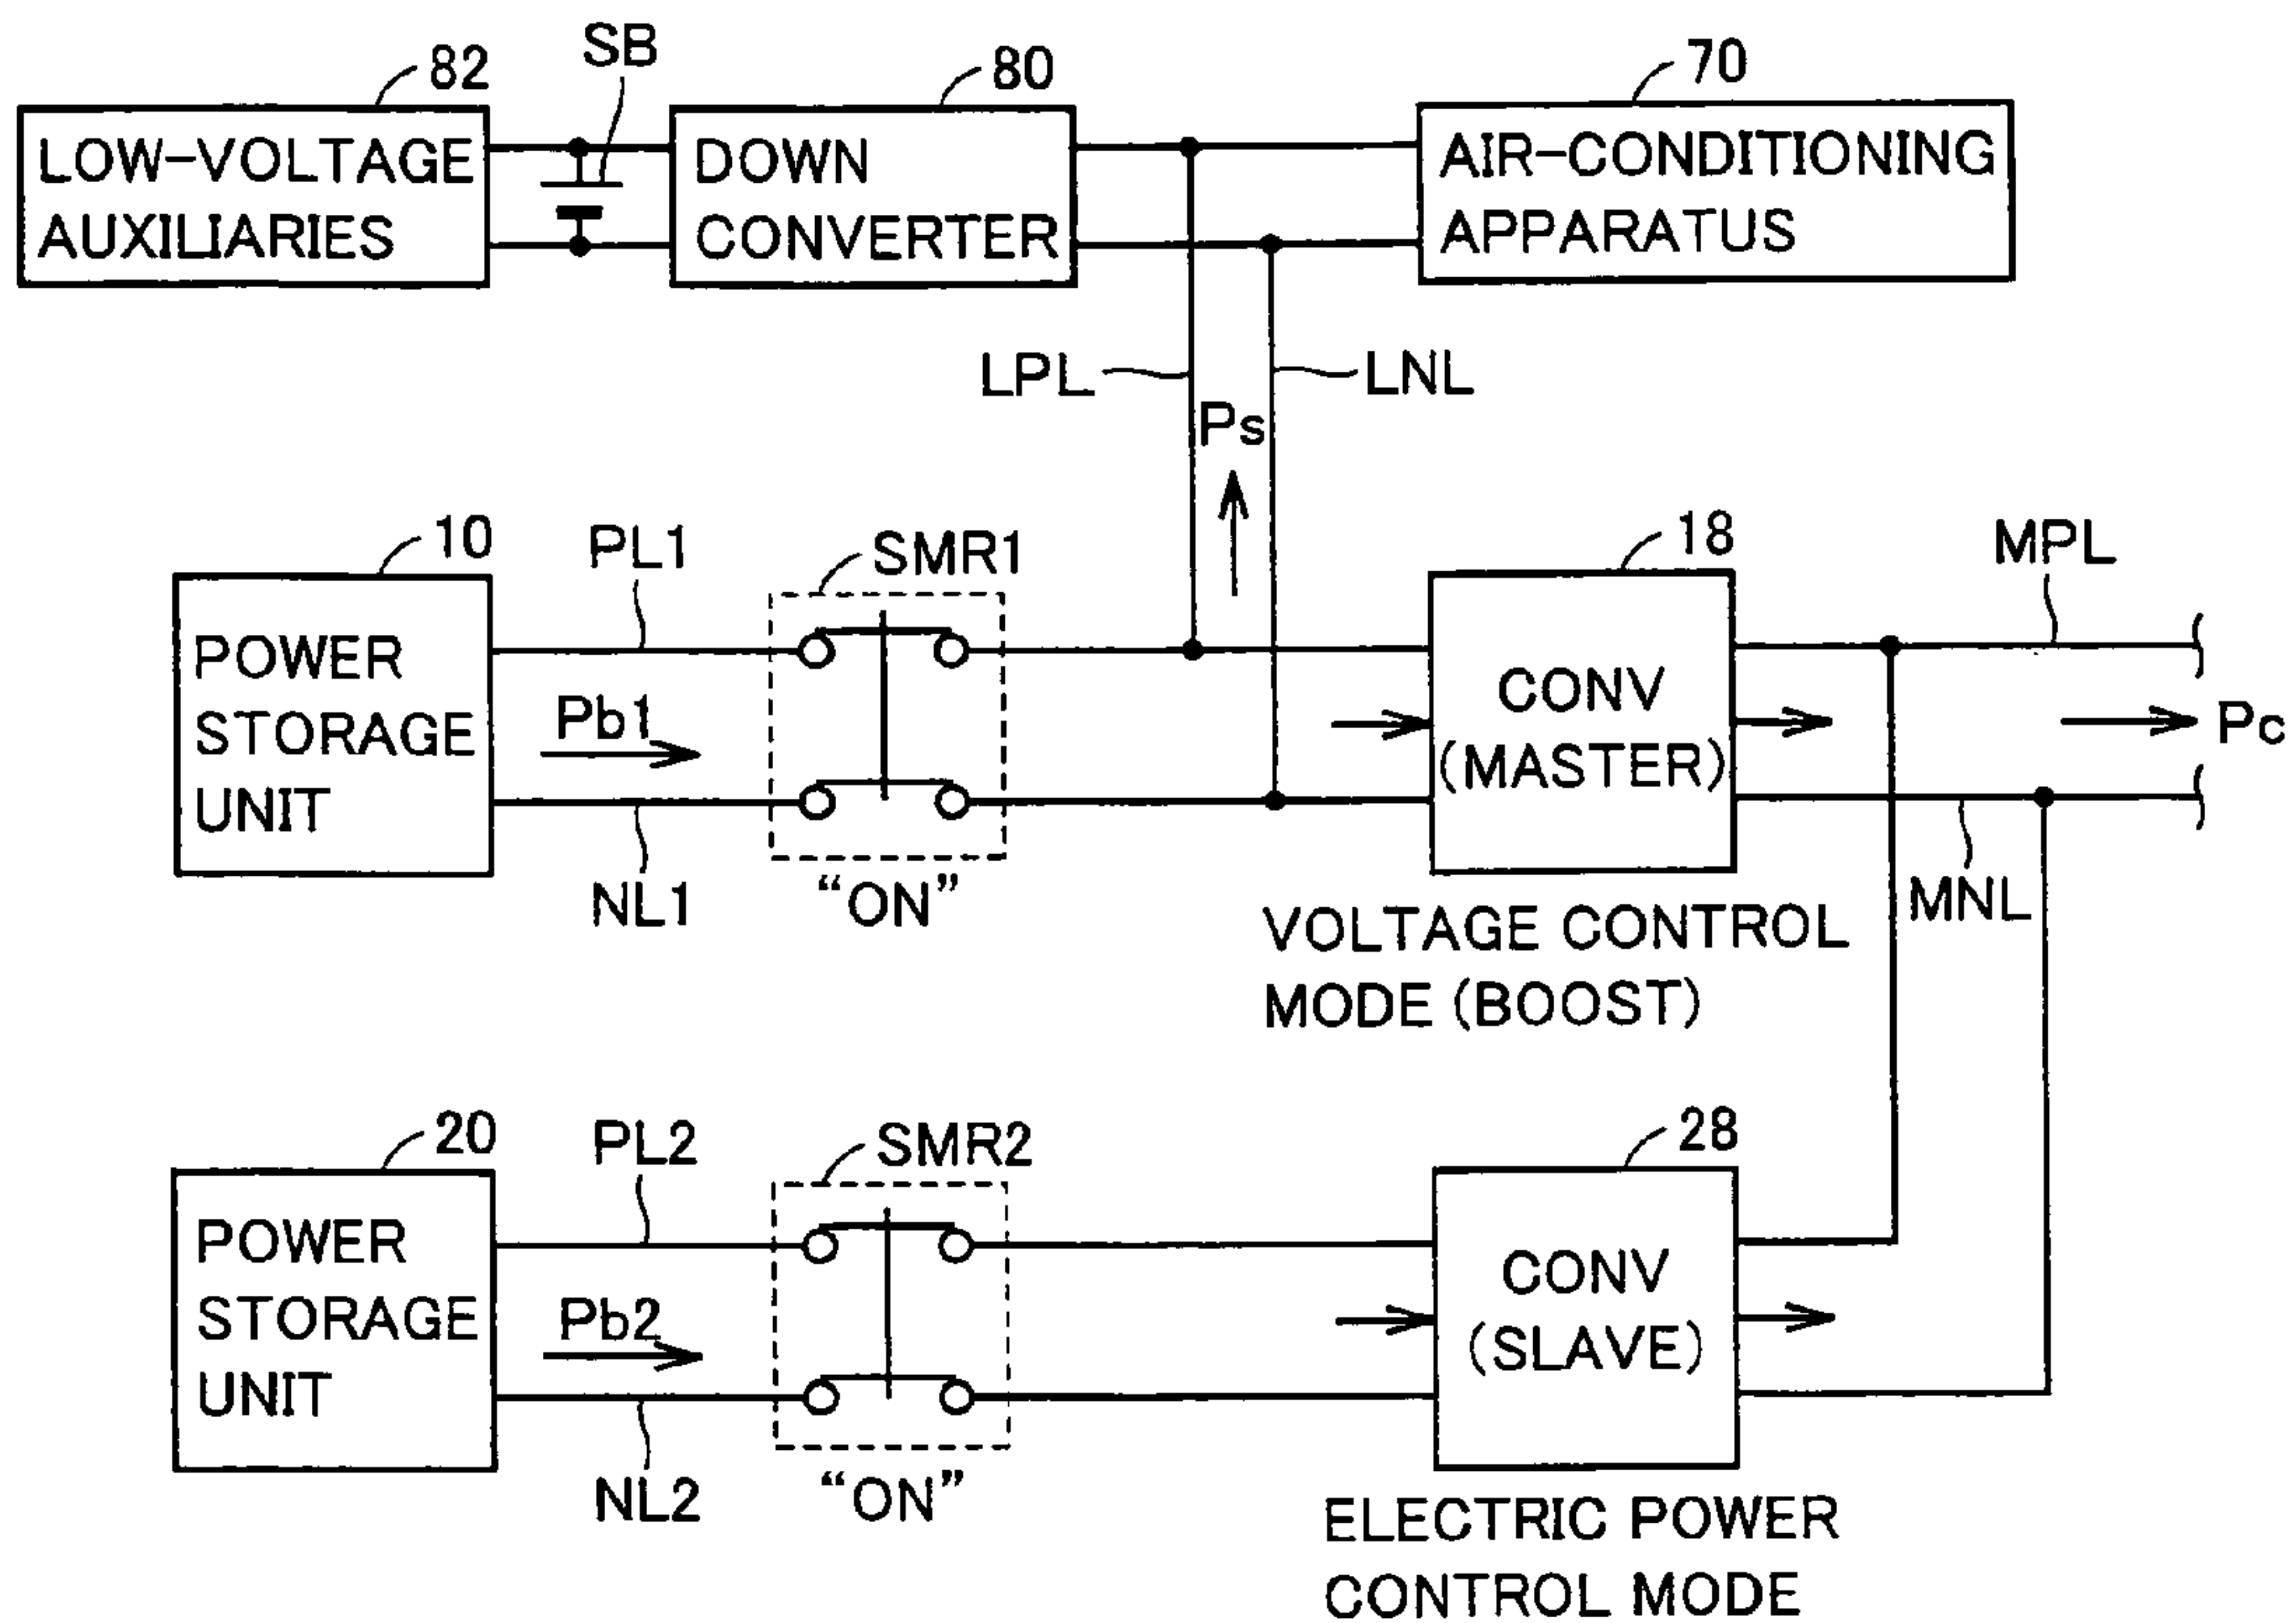 82
SB
80
70
LOW-VOLTAGE
AUXILIARIES
DOWN
CONVERTER
AIR-CONDITIONING
APPARATUS
LPL
LNL
Ps
10
PL1
SMR1
18
MPL
POWER
STORAGE
UNIT
Pb1
CONV
(MASTER)
Pc
NL1
“ON”
MNL
VOLTAGE CONTROL
MODE (BOOST)
20
PL2
SMR2
28
POWER
STORAGE
UNIT
Pb2
CONV
(SLAVE)
NL2
“ON”
ELECTRIC POWER
CONTROL MODE